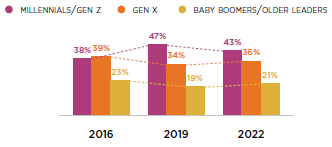 MILLENNIALS/GEN Z GEN X BABY BOOMERS/OLDER LEADERS
38% 39% 23% 47% 34% 19% 43% 36% 21%
2016 2019 2022